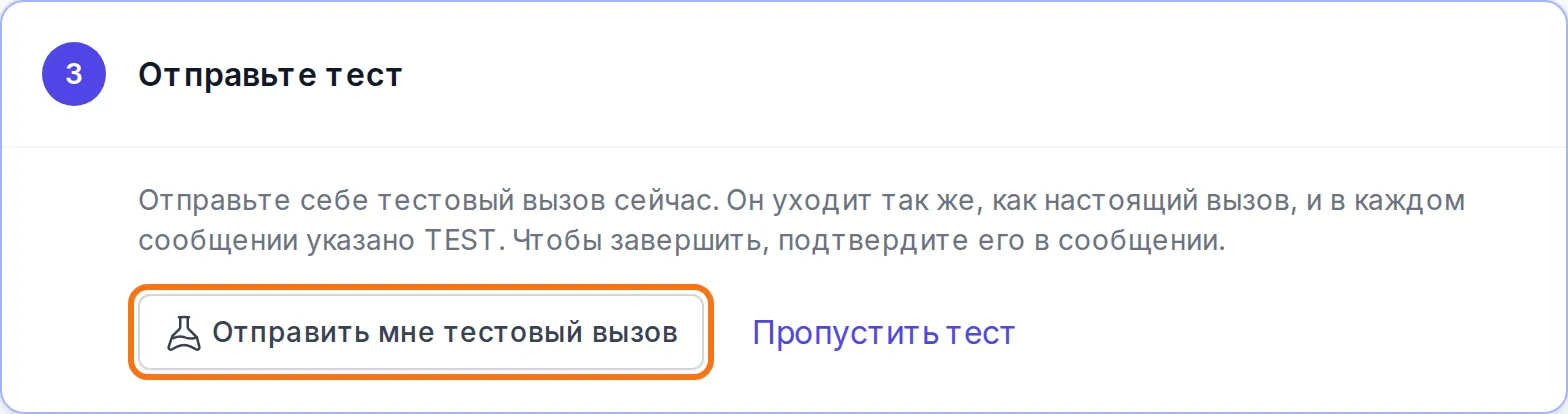 3
Отправьте тест
Отправьте себе тестовый вызов сейчас. Он уходит так же, как настоящий вызов, и в каждом
сообщении указано TEST. Чтобы завершить, подтвердите его в сообщении.
Отправить мне тестовый вызов
Пропустить тест